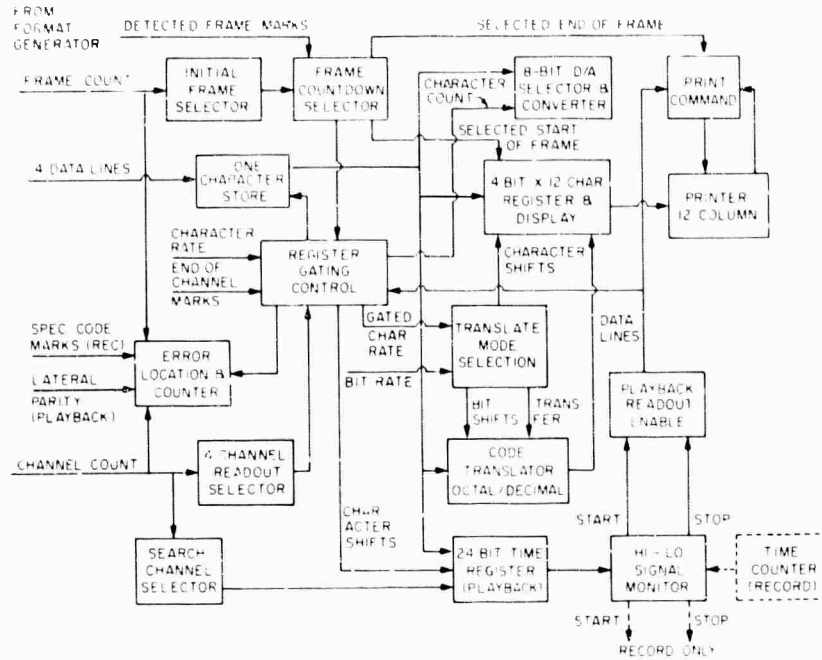 FROM
FORMAT
GENERATOR
DETECTED FRAME MARKS
SELECTED END OF FRAME
FRAME COUNT
INITIAL
FRAME
SELECTOR
FRAME
COUNTDOWN
SELECTOR
CHARACTER
COUNT
8-BIT D/A
SELECTOR &
CONVERTER
PRINT
COMMAND
SELECTED START
OF FRAME
4 DATA LINES
ONE
CHARACTER
STORE
4 BIT X 12 CHAR
REGISTER &
DISPLAY
PRINTER
12 COLUMN
CHARACTER
RATE
END OF
CHANNEL
MARKS
REGISTER
GATING
CONTROL
CHARACTER
SHIFTS
GATED
CHAR
RATE
TRANSLATE
MODE
SELECTION
DATA
LINES
SPEC CODE
MARKS (REC)
ERROR
LOCATION &
COUNTER
LATERAL
PARITY
(PLAYBACK)
BIT RATE
BIT
SHIFTS
TRANS-
FER
PLAYBACK
READOUT
ENABLE
CHANNEL COUNT
4 CHANNEL
READOUT
SELECTOR
CODE
TRANSLATOR
OCTAL/DECIMAL
CHAR-
ACTER
SHIFTS
START
STOP
SEARCH
CHANNEL
SELECTOR
24 BIT TIME
REGISTER
(PLAYBACK)
HI-LO
SIGNAL
MONITOR
TIME
COUNTER
(RECORD)
START
STOP
RECORD ONLY